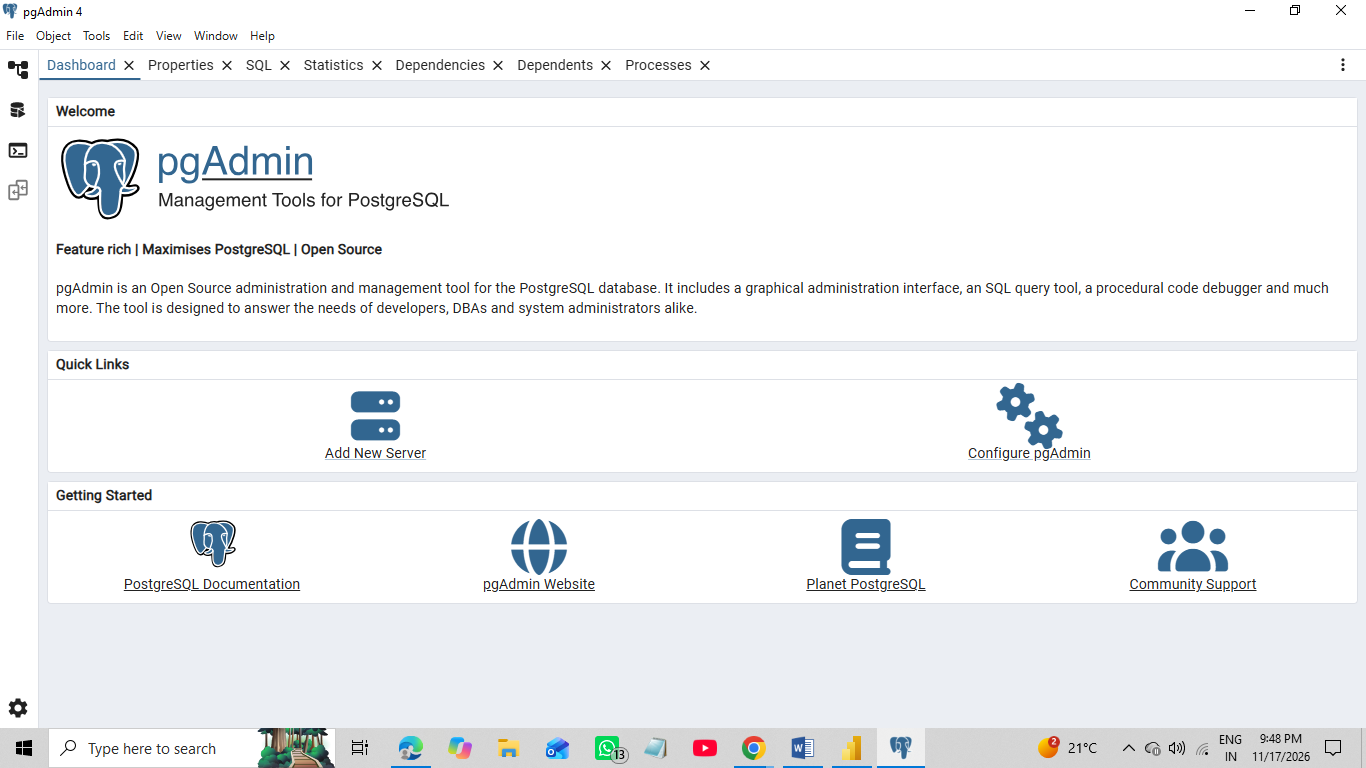 pgAdmin 4
File Object Tools Edit View Window Help
Dashboard Properties SQL Statistics Dependencies Dependents Processes
Welcome
pgAdmin
Management Tools for PostgreSQL
Feature rich | Maximises PostgreSQL | Open Source
pgAdmin is an Open Source administration and management tool for the PostgreSQL database. It includes a graphical administration interface, an SQL query tool, a procedural code debugger and much
more. The tool is designed to answer the needs of developers, DBAs and system administrators alike.
Quick Links
Add New Server Configure pgAdmin
Getting Started
PostgreSQL Documentation pgAdmin Website Planet PostgreSQL Community Support
Type here to search 13 2 21°C ENG 9:48 PM
IN 11/17/2026